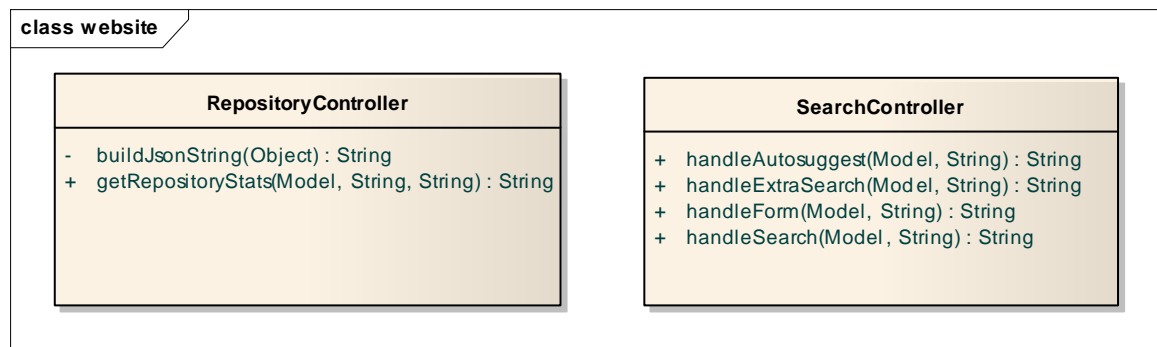 class website
RepositoryController
- buildJsonString(Object) : String
+ getRepositoryStats(Model, String, String) : String
SearchController
+ handleAutosuggest(Model, String) : String
+ handleExtraSearch(Model, String) : String
+ handleForm(Model, String) : String
+ handleSearch(Model, String) : String